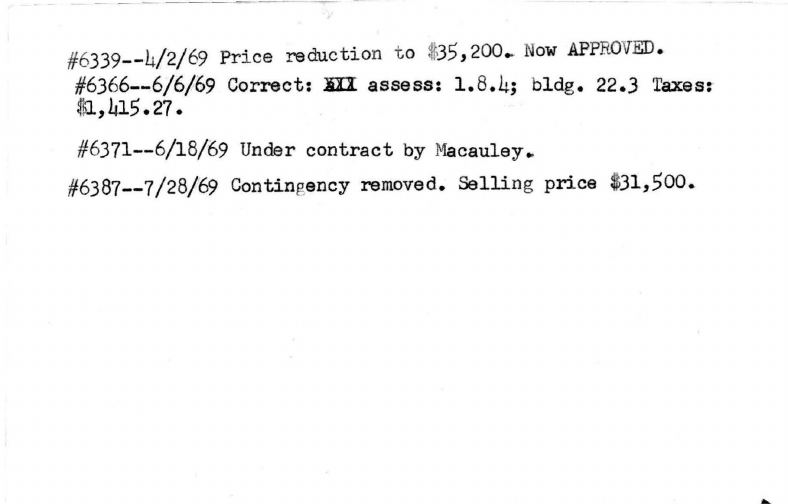 #6339--4/2/69 Price reduction to $35,200. Now APPROVED.
#6366--6/6/69 Correct: assess: 1.8.4; bldg. 22.3 Taxes:
$1,415.27.
#6371--6/18/69 Under contract by Macauley.
#6387--7/28/69 Contingency removed. Selling price $31,500.